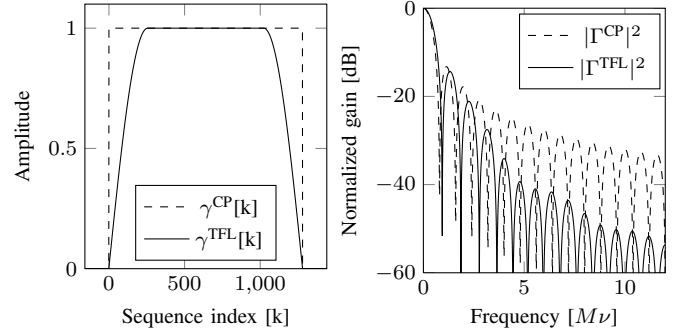 1
0.5
0
Amplitude
γ^CP[k]
γ^TFL[k]
0 500 1,000
Sequence index [k]
0
−20
−40
−60
Normalized gain [dB]
|Γ^CP|^2
|Γ^TFL|^2
0 5 10
Frequency [Mν]